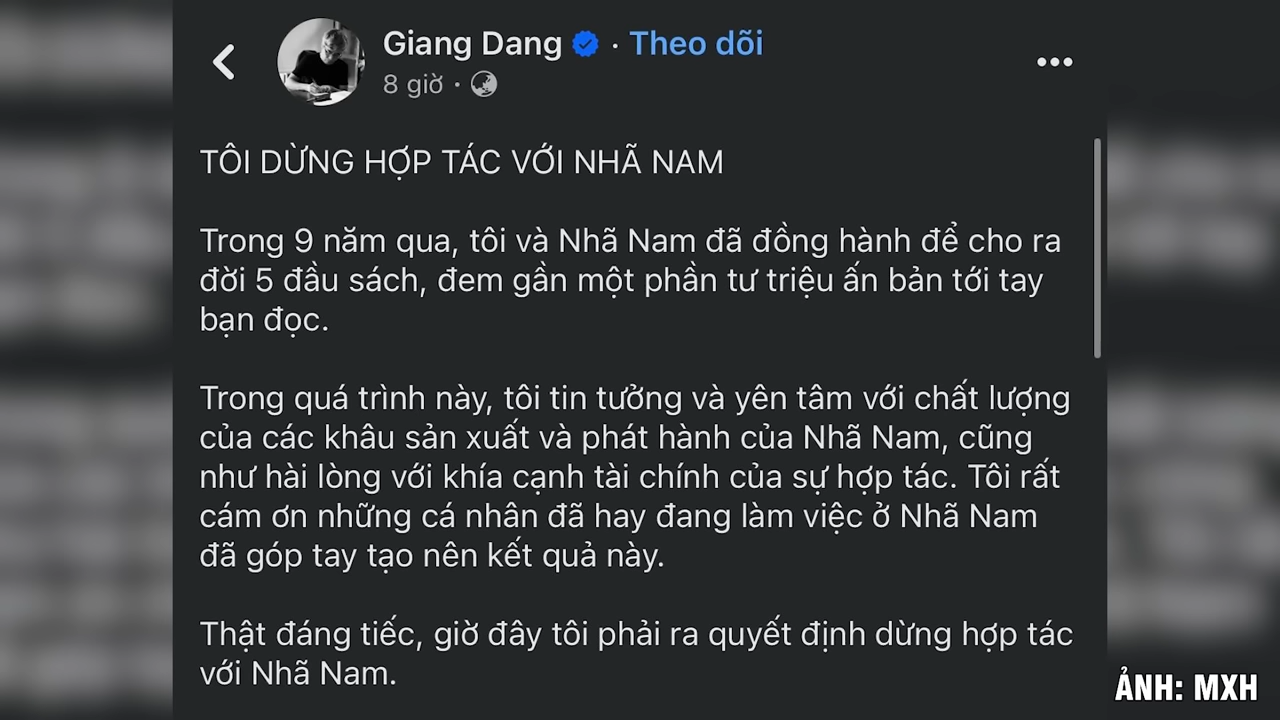 Giang Dang · Theo dõi
8 giờ ·
TÔI DỪNG HỢP TÁC VỚI NHÃ NAM
Trong 9 năm qua, tôi và Nhã Nam đã đồng hành để cho ra
đời 5 đầu sách, đem gần một phần tư triệu ấn bản tới tay
bạn đọc.
Trong quá trình này, tôi tin tưởng và yên tâm với chất lượng
của các khâu sản xuất và phát hành của Nhã Nam, cũng
như hài lòng với khía cạnh tài chính của sự hợp tác. Tôi rất
cám ơn những cá nhân đã hay đang làm việc ở Nhã Nam
đã góp tay tạo nên kết quả này.
Thật đáng tiếc, giờ đây tôi phải ra quyết định dừng hợp tác
với Nhã Nam.
ẢNH: MXH